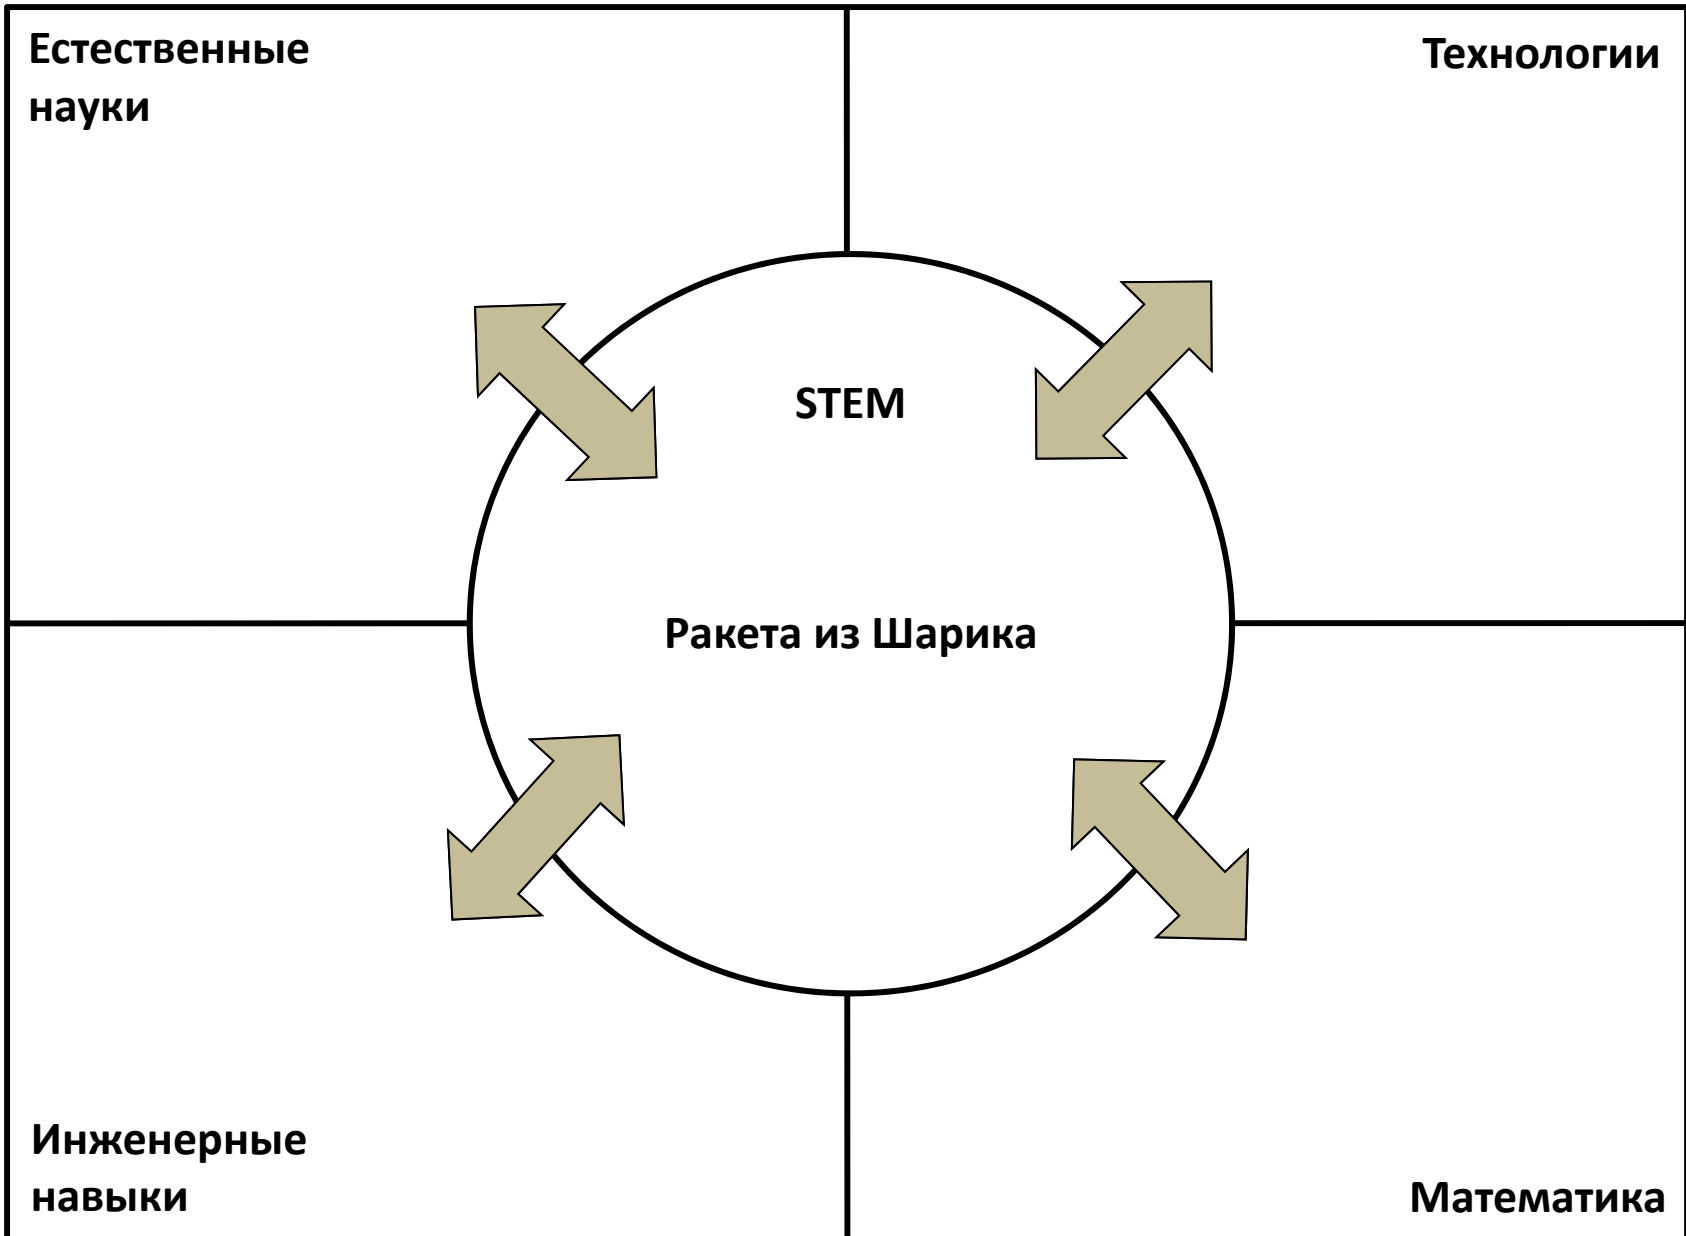 Естественные
науки
Технологии
STEM
Ракета из Шарика
Инженерные
навыки
Математика